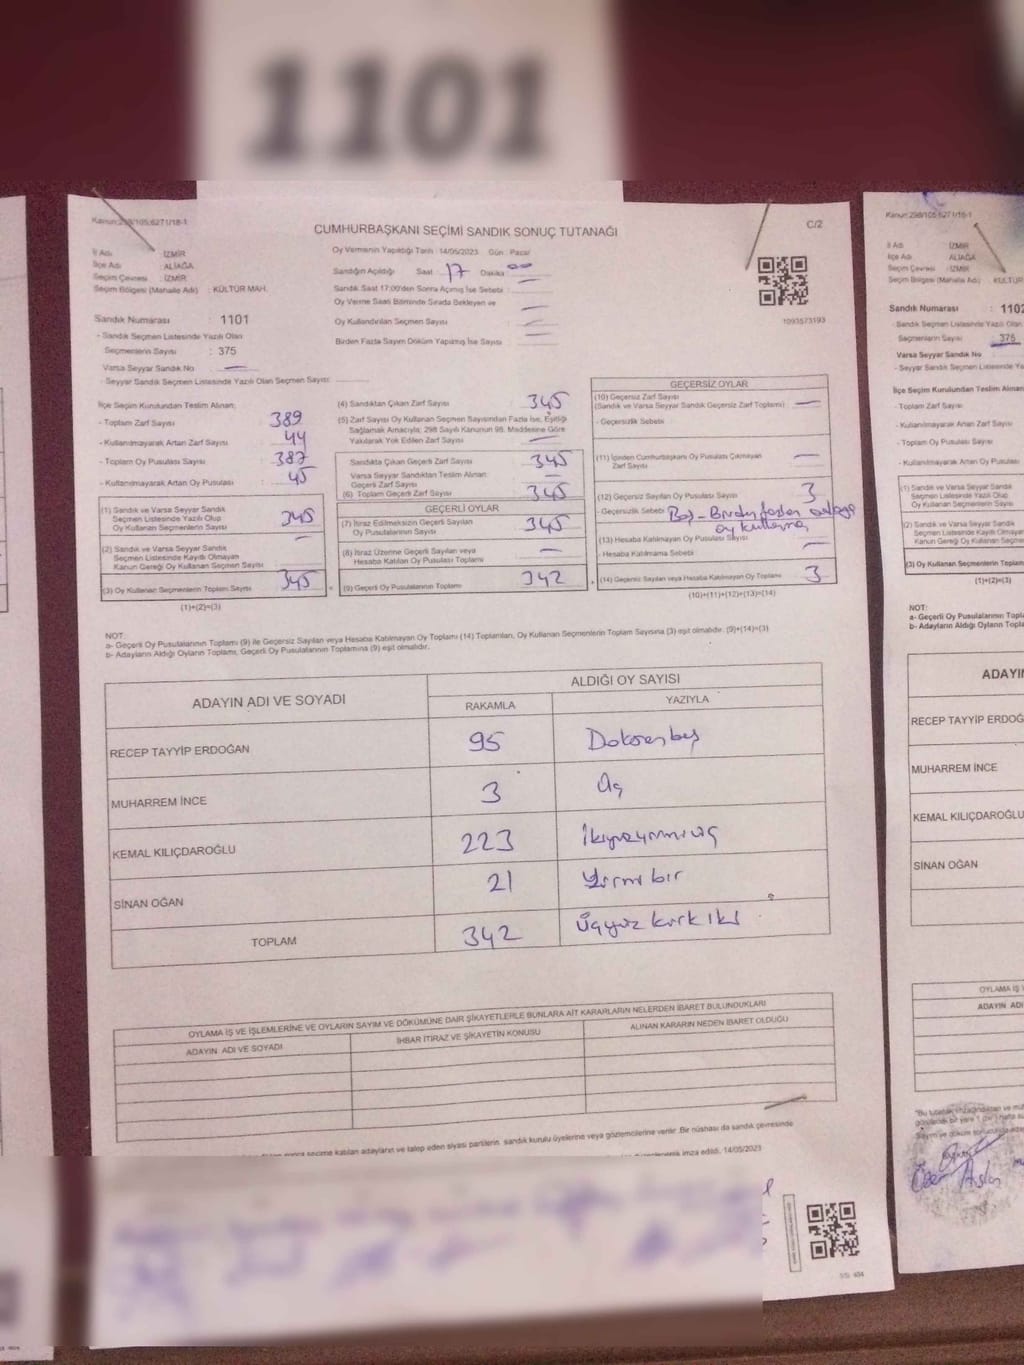 1101
Kanun:298/105;6271/18-1
CUMHURBAŞKANI SEÇİMİ SANDIK SONUÇ TUTANAĞI
C/2
İl Adı : İZMİR
İlçe Adı : ALİAĞA
Seçim Çevresi : İZMİR
Seçim Bölgesi (Mahalle Adı) : KÜLTÜR MAH.
Sandık Numarası : 1101
- Sandık Seçmen Listesinde Yazılı Olan
Seçmenlerin Sayısı : 375
Varsa Seyyar Sandık No —
- Seyyar Sandık Seçmen Listesinde Yazılı Olan Seçmen Sayısı
Oy Vermenin Yapıldığı Tarih : 14/05/2023 Gün : Pazar
Sandığın Açıldığı Saat 17 Dakika 00
Sandık Saat 17:00'den Sonra Açılmış İse Sebebi :
Oy Verme Saati Bitiminde Sırada Bekleyen ve
Oy Kullandırılan Seçmen Sayısı
Birden Fazla Sayım Döküm Yapılmış İse Sayısı
1093573193
İlçe Seçim Kurulundan Teslim Alınan:
- Toplam Zarf Sayısı 389
- Kullanılmayarak Artan Zarf Sayısı 44
- Toplam Oy Pusulası Sayısı 387
- Kullanılmayarak Artan Oy Pusulası 45
(1) Sandık ve Varsa Seyyar Sandık
Seçmen Listesinde Yazılı Olup
Oy Kullanan Seçmenlerin Sayısı 345
(2) Sandık ve Varsa Seyyar Sandık
Seçmen Listesinde Kayıtlı Olmayan
Kanun Gereği Oy Kullanan Seçmen Sayısı —
(3) Oy Kullanan Seçmenlerin Toplam Sayısı 345
(1)+(2)=(3)
(4) Sandıktan Çıkan Zarf Sayısı 345
(5) Zarf Sayısı Oy Kullanan Seçmen Sayısından Fazla İse, Eşitliği
Sağlamak Amacıyla; 298 Sayılı Kanunun 98. Maddesine Göre
Yakılarak Yok Edilen Zarf Sayısı —
Sandıkta Çıkan Geçerli Zarf Sayısı 345
Varsa Seyyar Sandıktan Teslim Alınan
Geçerli Zarf Sayısı
(6) Toplam Geçerli Zarf Sayısı 345
GEÇERLİ OYLAR
(7) İtiraz Edilmeksizin Geçerli Sayılan
Oy Pusulalarının Sayısı 345
(8) İtiraz Üzerine Geçerli Sayılan veya
Hesaba Katılan Oy Pusulası Toplamı —
(9) Geçerli Oy Pusulalarının Toplamı 342
GEÇERSİZ OYLAR
(10) Geçersiz Zarf Sayısı
(Sandık ve Varsa Seyyar Sandık Geçersiz Zarf Toplamı) —
- Geçersizlik Sebebi
(11) İçinden Cumhurbaşkanı Oy Pusulası Çıkmayan
Zarf Sayısı —
(12) Geçersiz Sayılan Oy Pusulası Sayısı 3
- Geçersizlik Sebebi Boş - Birden fazla adaya
oy kullanma
(13) Hesaba Katılmayan Oy Pusulası Sayısı —
Hesaba Katılmama Sebebi
(14) Geçersiz Sayılan veya Hesaba Katılmayan Oy Toplamı 3
(10)+(11)+(12)+(13)=(14)
NOT:
a- Geçerli Oy Pusulalarının Toplamı (9) ile Geçersiz Sayılan veya Hesaba Katılmayan Oy Toplamı (14) Toplamları, Oy Kullanan Seçmenlerin Toplam Sayısına (3) eşit olmalıdır. (9)+(14)=(3)
b- Adayların Aldığı Oyların Toplamı, Geçerli Oy Pusulalarının Toplamına (9) eşit olmalıdır.
ADAYIN ADI VE SOYADI ALDIĞI OY SAYISI
RAKAMLA YAZIYLA
RECEP TAYYİP ERDOĞAN 95 Doksanbeş
MUHARREM İNCE 3 Üç
KEMAL KILIÇDAROĞLU 223 İkiyüzyirmiüç
SİNAN OĞAN 21 Yirmi bir
TOPLAM 342 Üçyüz kırk iki
OYLAMA İŞ VE İŞLEMLERİNE VE OYLARIN SAYIM VE DÖKÜMÜNE DAİR ŞİKAYETLERLE BUNLARA AİT KARARLARIN NELERDEN İBARET BULUNDUKLARI
ADAYIN ADI VE SOYADI İHBAR İTİRAZ VE ŞİKAYETİN KONUSU ALINAN KARARIN NEDEN İBARET OLDUĞU
seçime katılan adayların ve talep eden siyasi partilerin, sandık kurulu üyelerine veya gözlemcilerine verilir. Bir nüshası da sandık çevresinde
imza edildi. 14/05/2023
Kanun:298/105;6271/18-1
İl Adı : İZMİR
İlçe Adı : ALİAĞA
Seçim Çevresi : İZMİR
Seçim Bölgesi (Mahalle Adı) : KÜLTÜR
Sandık Numarası : 1102
- Sandık Seçmen Listesinde Yazılı Olan
Seçmenlerin Sayısı : 375
Varsa Seyyar Sandık No
- Seyyar Sandık Seçmen Listesinde Yazılı
İlçe Seçim Kurulundan Teslim Alınan
- Toplam Zarf Sayısı
- Kullanılmayarak Artan Zarf Sayısı
- Toplam Oy Pusulası Sayısı
- Kullanılmayarak Artan Oy Pusulası
(1) Sandık ve Varsa Seyyar Sandık
Seçmen Listesinde Yazılı Olup
Oy Kullanan Seçmenlerin Sayısı
(2) Sandık ve Varsa Seyyar Sandık
Seçmen Listesinde Kayıtlı Olmayan
Kanun Gereği Oy Kullanan Seçmen
(3) Oy Kullanan Seçmenlerin Toplam
(1)+(2)=(3)
NOT:
a- Geçerli Oy Pusulalarının
b- Adayların Aldığı Oyların
RECEP TAYYİP
MUHARREM İNCE
KEMAL
SİNAN OĞAN
OYLAMA İŞ
ADAYIN ADI